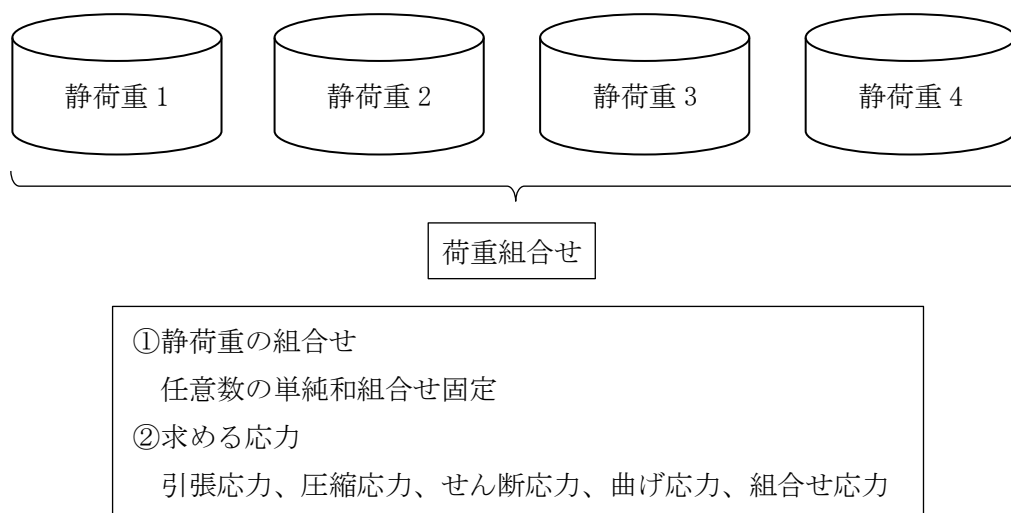 静荷重 1
静荷重 2
静荷重 3
静荷重 4
荷重組合せ
①静荷重の組合せ
任意数の単純和組合せ固定
②求める応力
引張応力、圧縮応力、せん断応力、曲げ応力、組合せ応力